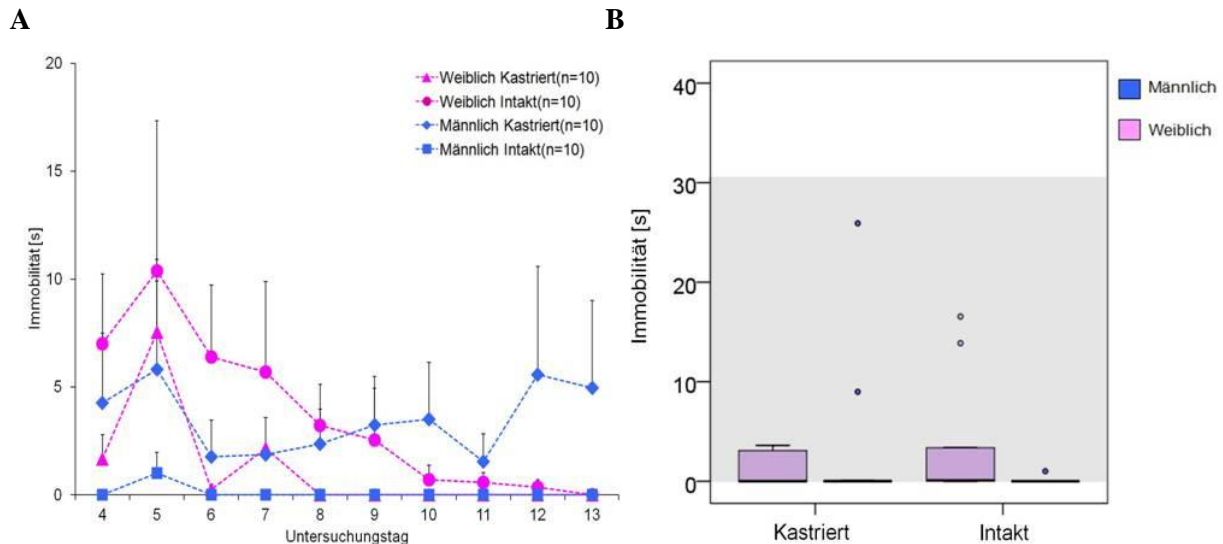 A
B
Immobilität [s]
20
15
10
5
0
4 5 6 7 8 9 10 11 12 13
Untersuchungstag
Weiblich Kastriert(n=10)
Weiblich Intakt(n=10)
Männlich Kastriert(n=10)
Männlich Intakt(n=10)
Immobilität [s]
40
30
20
10
0
Kastriert Intakt
Männlich
Weiblich